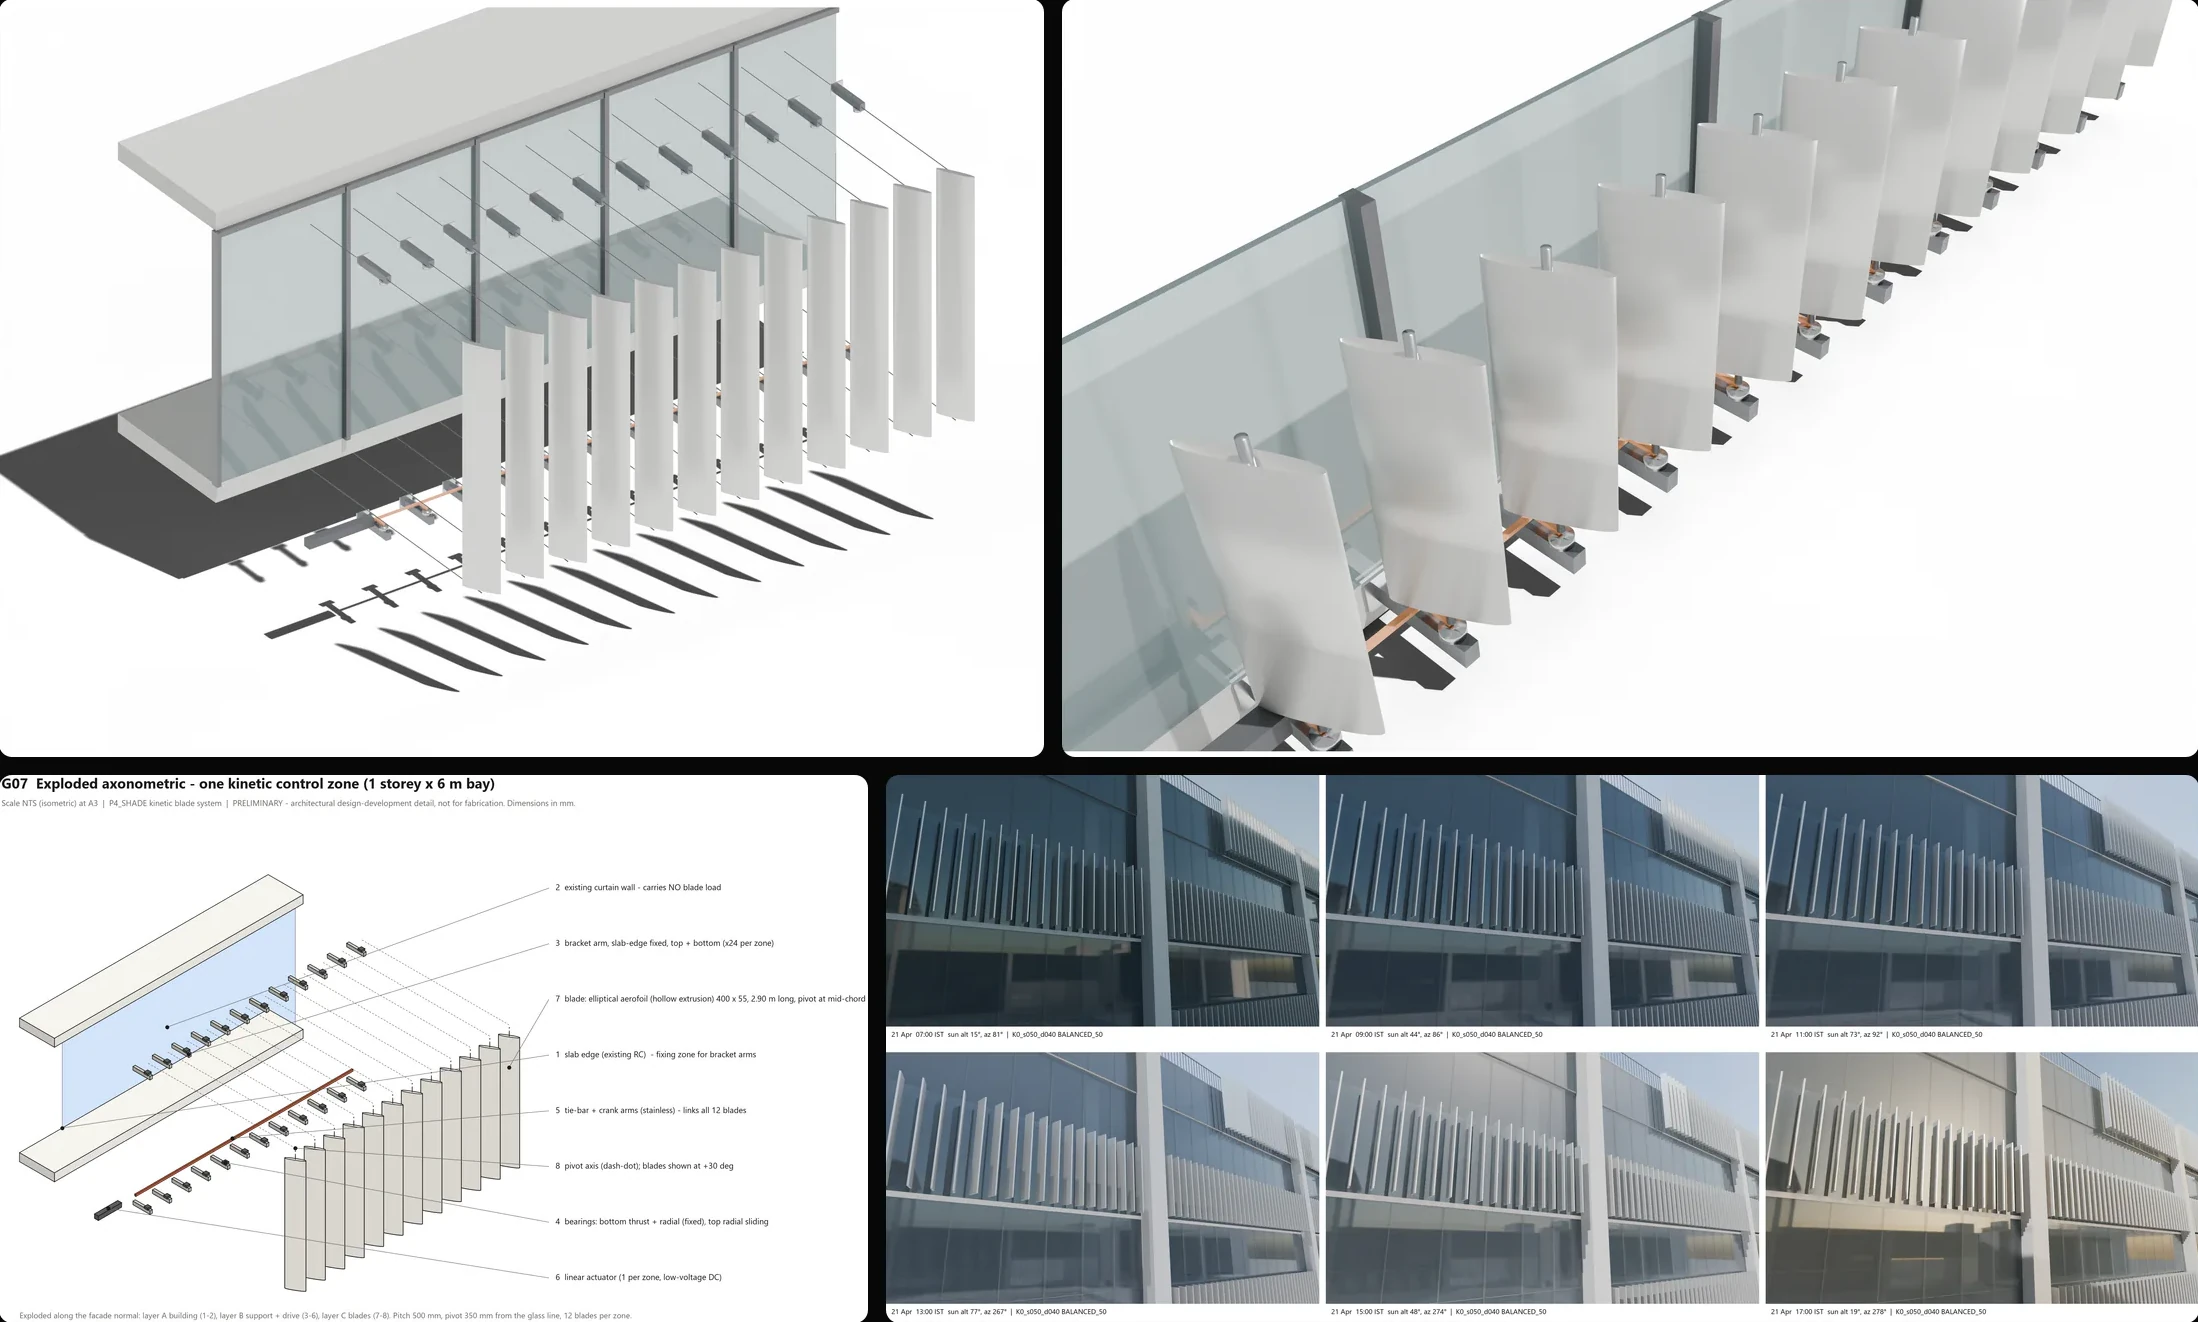 G07 Exploded axonometric - one kinetic control zone (1 storey x 6 m bay)
Scale NTS (isometric) at A3 | P4_SHADE kinetic blade system | PRELIMINARY - architectural design-development detail, not for fabrication. Dimensions in mm.
2 existing curtain wall - carries NO blade load
3 bracket arm, slab-edge fixed, top + bottom (x24 per zone)
7 blade: elliptical aerofoil (hollow extrusion) 400 x 55, 2.90 m long, pivot at mid-chord
1 slab edge (existing RC) - fixing zone for bracket arms
5 tie-bar + crank arms (stainless) - links all 12 blades
8 pivot axis (dash-dot); blades shown at +30 deg
4 bearings: bottom thrust + radial (fixed), top radial sliding
6 linear actuator (1 per zone, low-voltage DC)
Exploded along the facade normal: layer A building (1-2), layer B support + drive (3-6), layer C blades (7-8). Pitch 500 mm, pivot 350 mm from the glass line, 12 blades per zone.
21 Apr 07:00 IST sun alt 15°, az 81° | K0_s050_d040 BALANCED_50
21 Apr 09:00 IST sun alt 44°, az 86° | K0_s050_d040 BALANCED_50
21 Apr 11:00 IST sun alt 73°, az 92° | K0_s050_d040 BALANCED_50
21 Apr 13:00 IST sun alt 77°, az 267° | K0_s050_d040 BALANCED_50
21 Apr 15:00 IST sun alt 48°, az 274° | K0_s050_d040 BALANCED_50
21 Apr 17:00 IST sun alt 19°, az 278° | K0_s050_d040 BALANCED_50